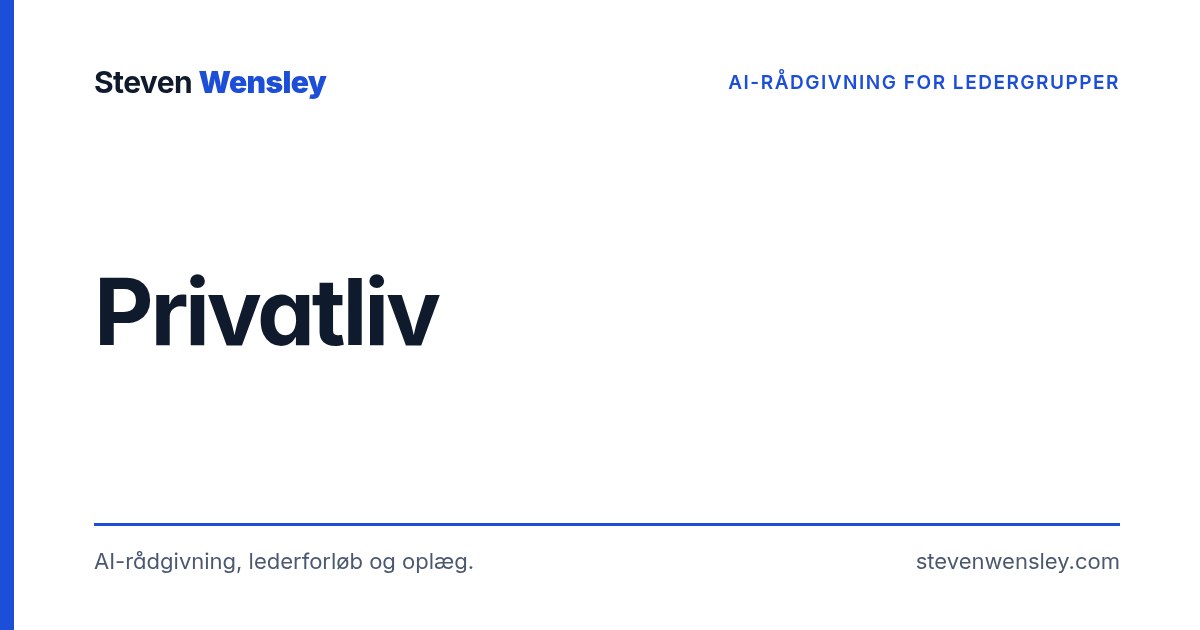 Steven Wensley
AI-RÅDGIVNING FOR LEDERGRUPPER
Privatliv
AI-rådgivning, lederforløb og oplæg.
stevenwensley.com